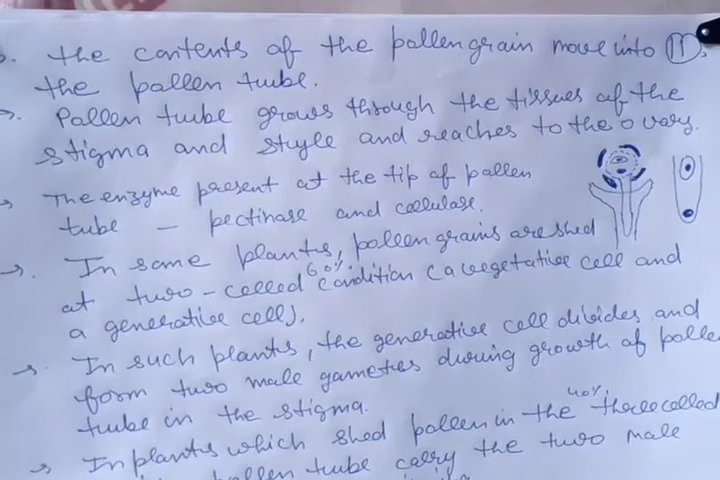 the contents of the pollengrain move into 11
the pollen tube.
Pollen tube grows through the tissues of the
stigma and style and reaches to the ovary.
The enzyme present at the tip of pollen
tube – pectinase and cellulase.
In some plants, pollengrains are shed
at two-celled 60% condition (a vegetative cell and
a generative cell).
In such plants, the generative cell divides and
form two male gametes during growth of polle
tube in the stigma.
In plants which shed pollen in the 40% three celled
pollen tube carry the two male